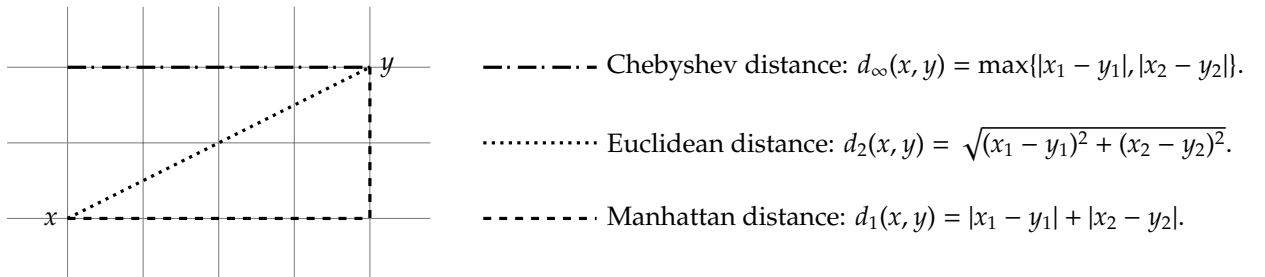 y
Chebyshev distance: d∞(x, y) = max{|x₁ − y₁|, |x₂ − y₂|}.
Euclidean distance: d₂(x, y) = √(x₁ − y₁)² + (x₂ − y₂)².
x
Manhattan distance: d₁(x, y) = |x₁ − y₁| + |x₂ − y₂|.